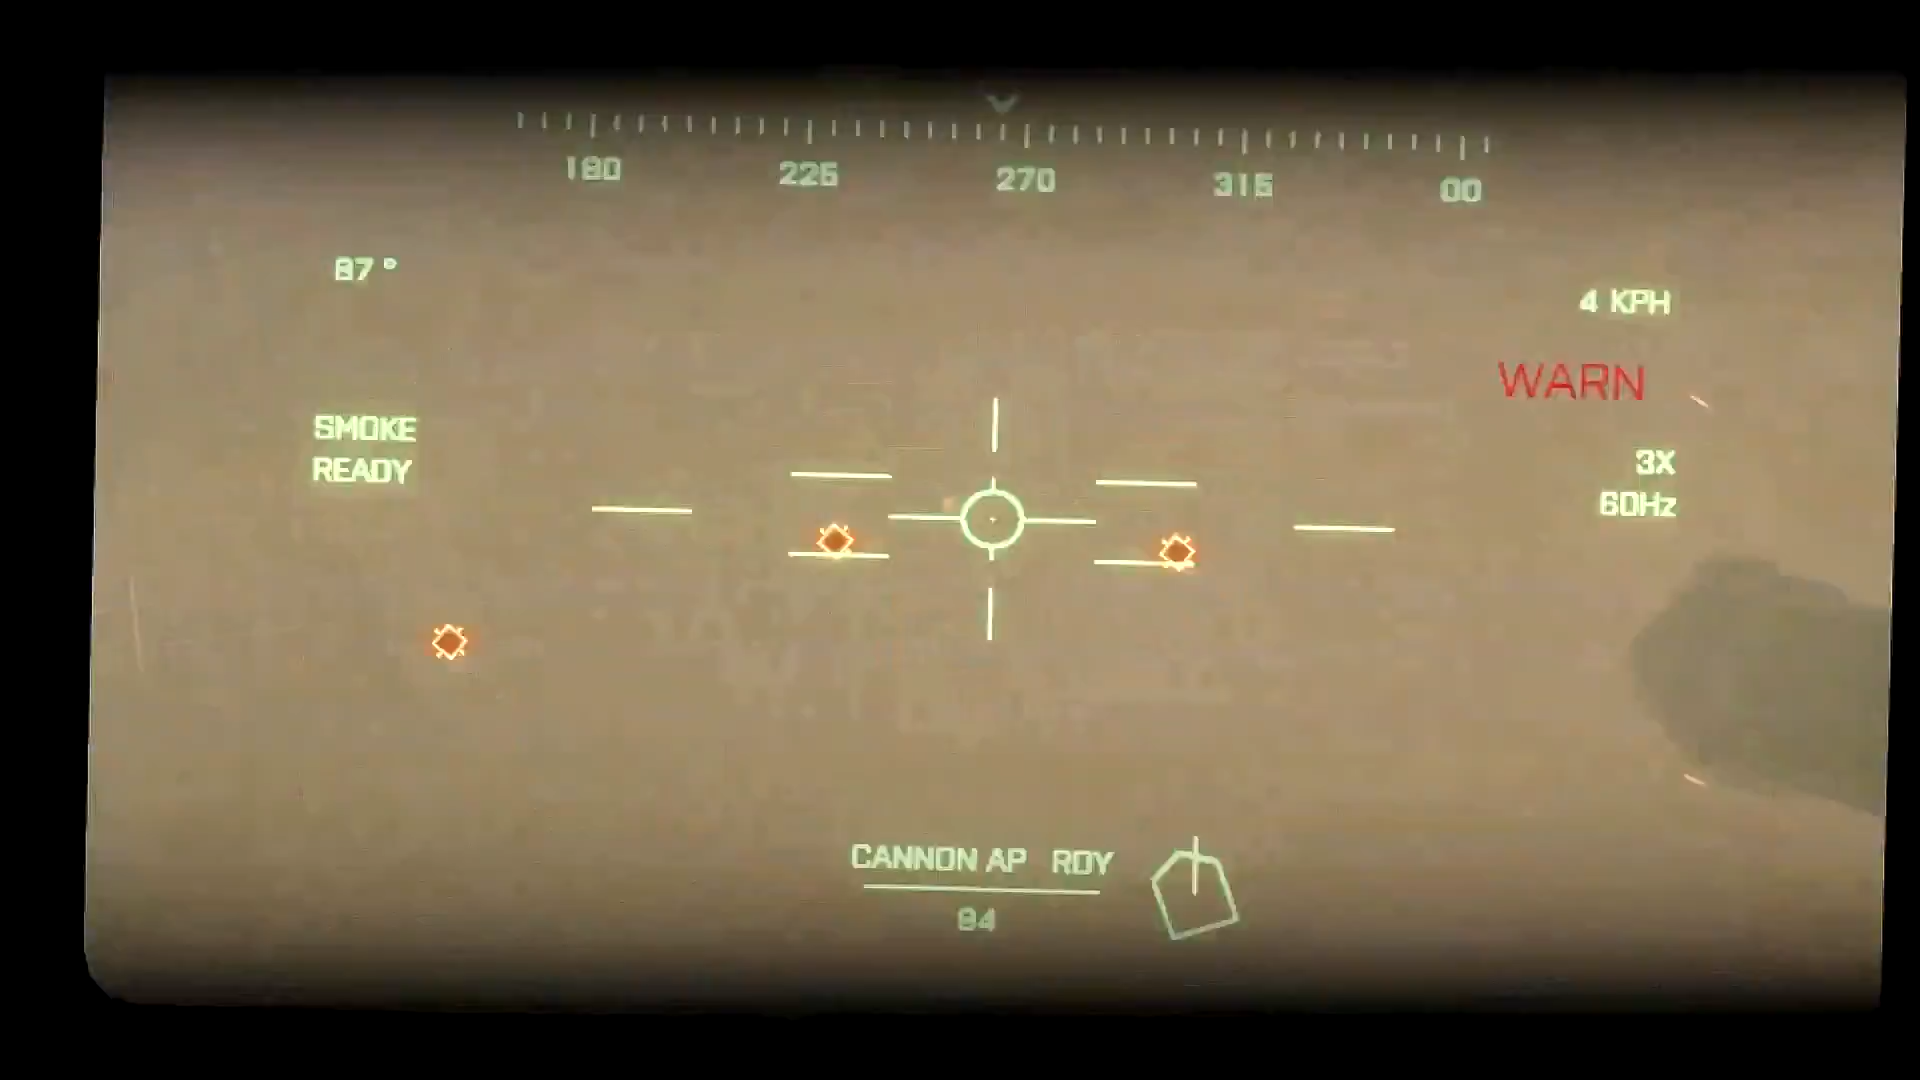 180 225 270 315 00
87 °
4 KPH
WARN
SMOKE
READY
3X
60Hz
CANNON AP RDY
84